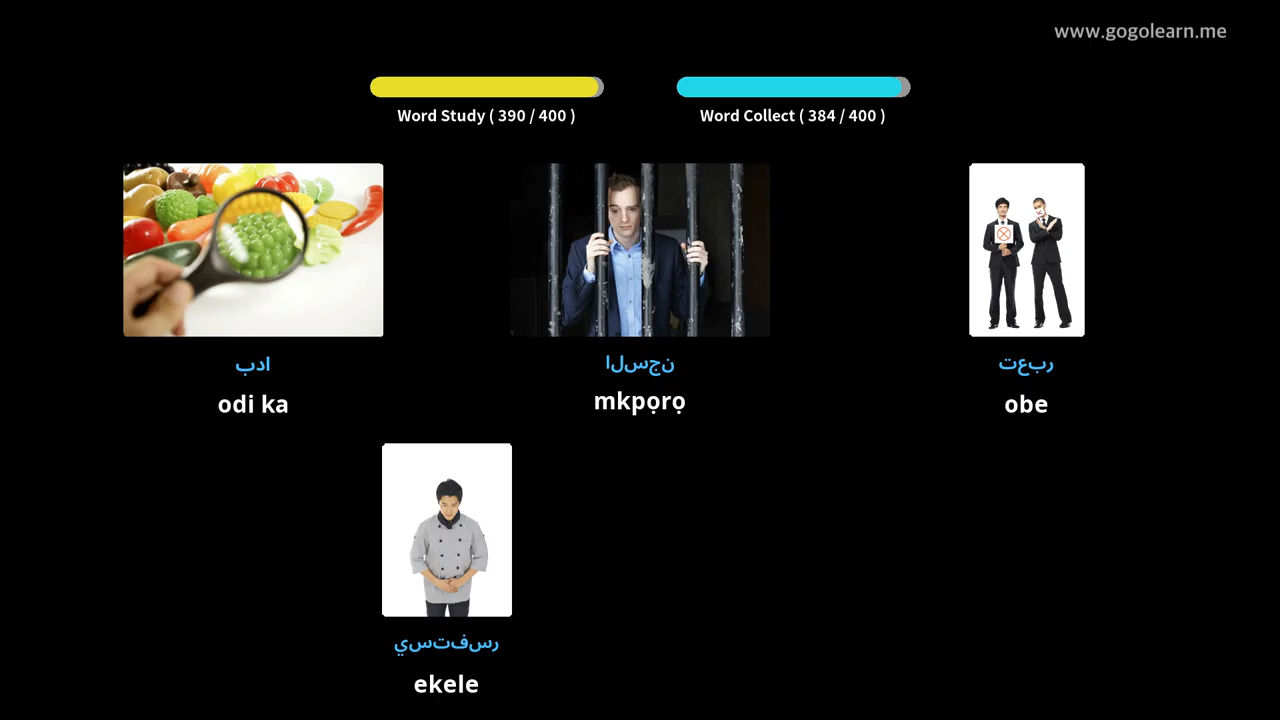 www.gogolearn.me
Word Study ( 390 / 400 )
Word Collect ( 384 / 400 )
بدا
السجن
تعبر
odi ka
mkpọrọ
obe
يستفسر
ekele